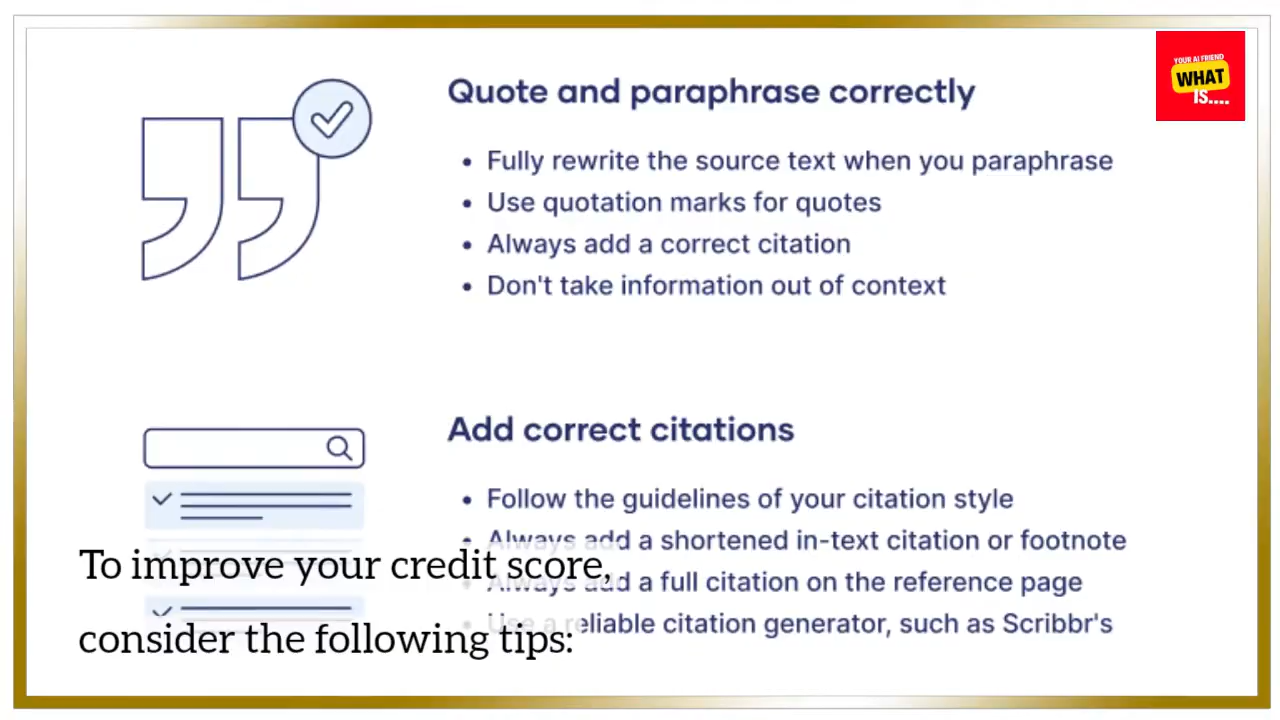 YOUR AI FRIEND
WHAT
IS....
Quote and paraphrase correctly
• Fully rewrite the source text when you paraphrase
• Use quotation marks for quotes
• Always add a correct citation
• Don't take information out of context
Add correct citations
• Follow the guidelines of your citation style
• Always add a shortened in-text citation or footnote
• Always add a full citation on the reference page
• Use a reliable citation generator, such as Scribbr's
To improve your credit score,
consider the following tips: